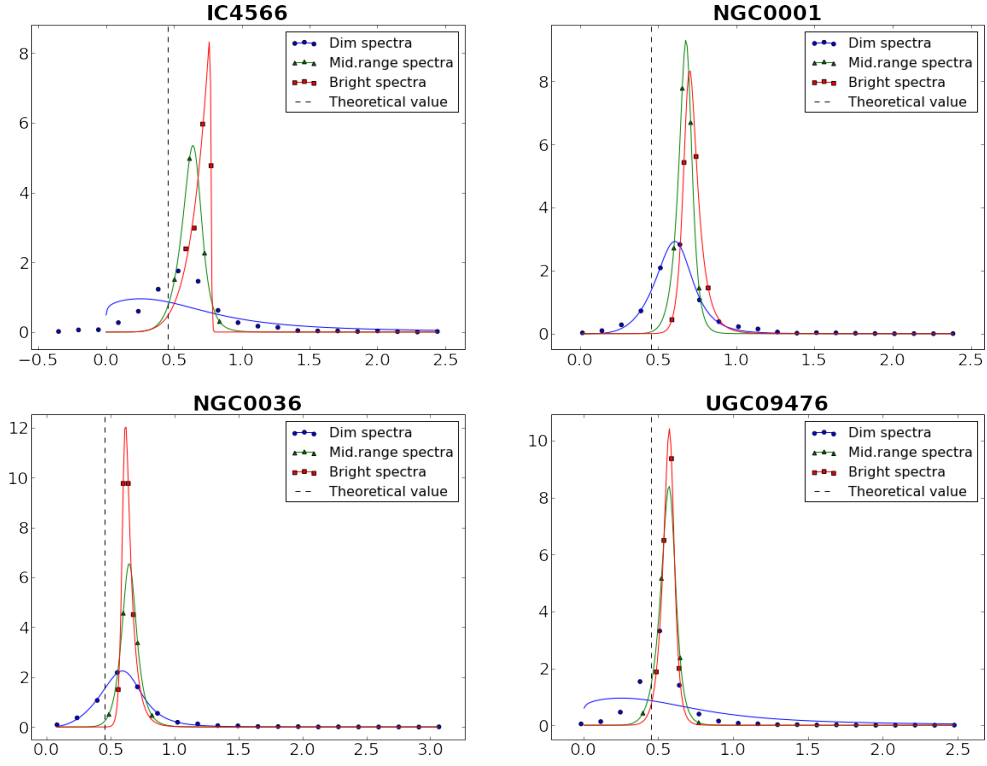 IC4566
8
6
4
2
0
−0.5 0.0 0.5 1.0 1.5 2.0 2.5
Dim spectra
Mid.range spectra
Bright spectra
Theoretical value
NGC0001
8
6
4
2
0
0.0 0.5 1.0 1.5 2.0 2.5
Dim spectra
Mid.range spectra
Bright spectra
Theoretical value
NGC0036
12
10
8
6
4
2
0
0.0 0.5 1.0 1.5 2.0 2.5 3.0
Dim spectra
Mid.range spectra
Bright spectra
Theoretical value
UGC09476
10
8
6
4
2
0
0.0 0.5 1.0 1.5 2.0 2.5
Dim spectra
Mid.range spectra
Bright spectra
Theoretical value